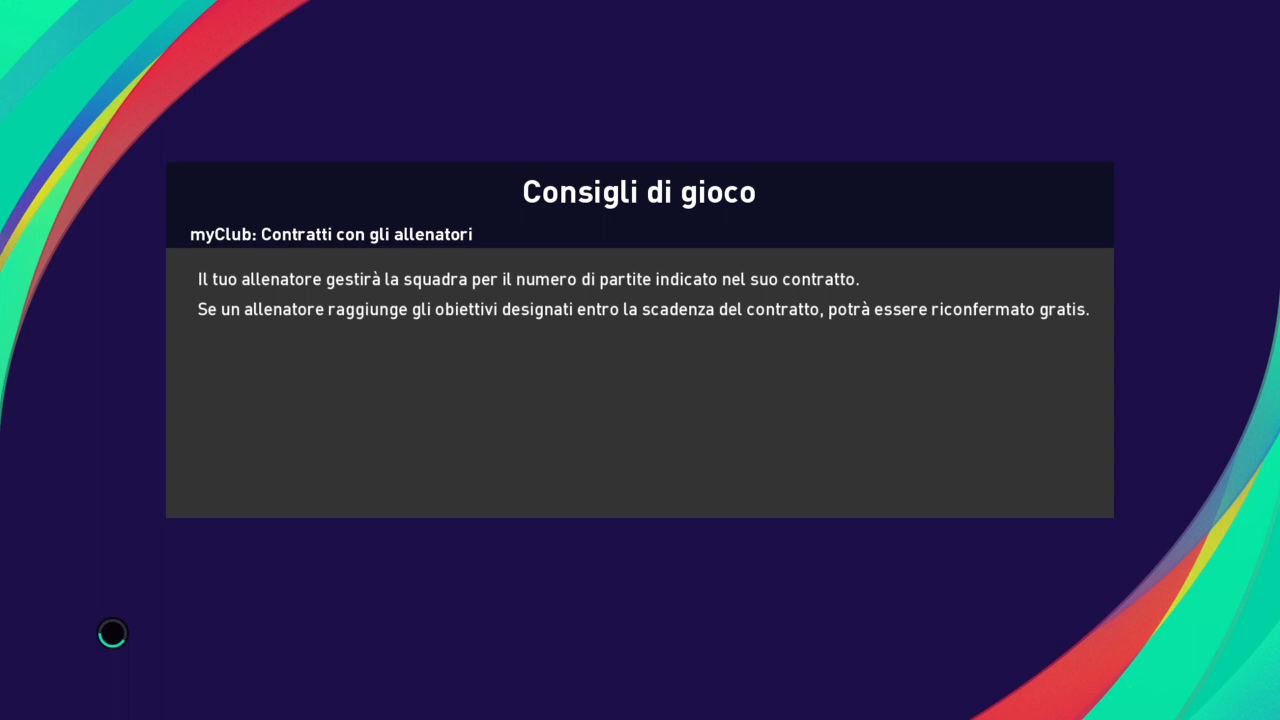 Consigli di gioco
myClub: Contratti con gli allenatori
Il tuo allenatore gestirà la squadra per il numero di partite indicato nel suo contratto.
Se un allenatore raggiunge gli obiettivi designati entro la scadenza del contratto, potrà essere riconfermato gratis.